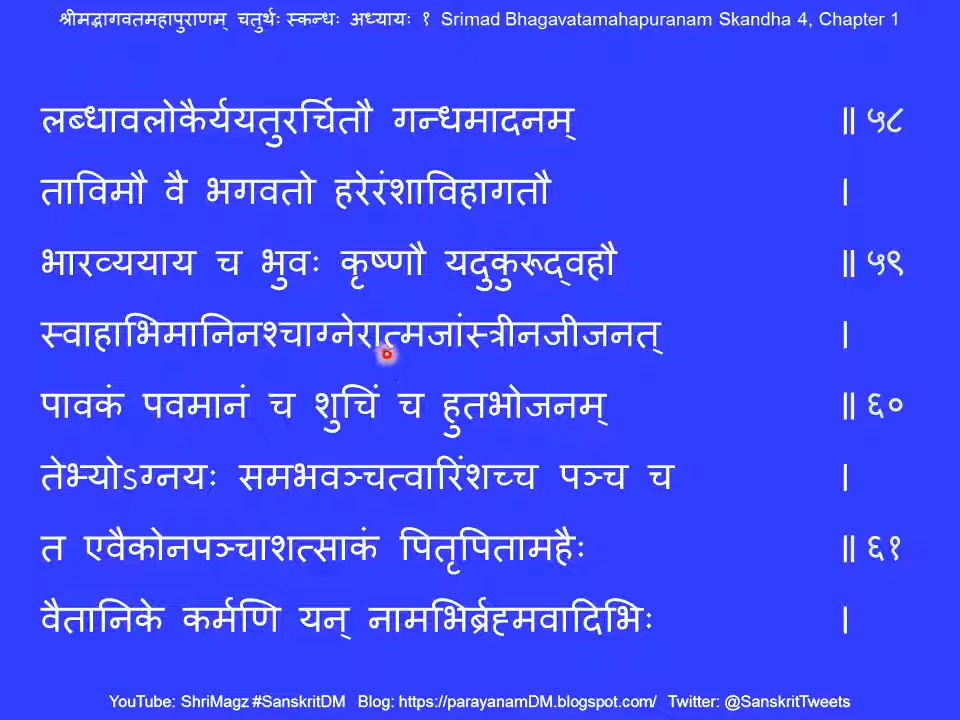 श्रीमद्भागवतमहापुराणम् चतुर्थः स्कन्धः अध्यायः १ Srimad Bhagavatamahapuranam Skandha 4, Chapter 1
लब्धावलोकैर्ययतुरर्चितौ गन्धमादनम् ॥ ५८
ताविमौ वै भगवतो हरेरंशाविहागतौ |
भारव्ययाय च भुवः कृष्णौ यदुकुरूद्वहौ ॥ ५९
स्वाहाभिमानिनश्चाग्नेरात्मजांस्त्रीनजीजनत् |
पावकं पवमानं च शुचिं च हुतभोजनम् ॥ ६०
तेभ्योऽग्नयः समभवञ्चत्वारिंशच्च पञ्च च |
त एवैकोनपञ्चाशत्साकं पितृपितामहैः ॥ ६१
वैतानिके कर्मणि यन् नामभिर्ब्रह्मवादिभिः |
YouTube: ShriMagz #SanskritDM Blog: https://parayanamDM.blogspot.com/ Twitter: @SanskritTweets